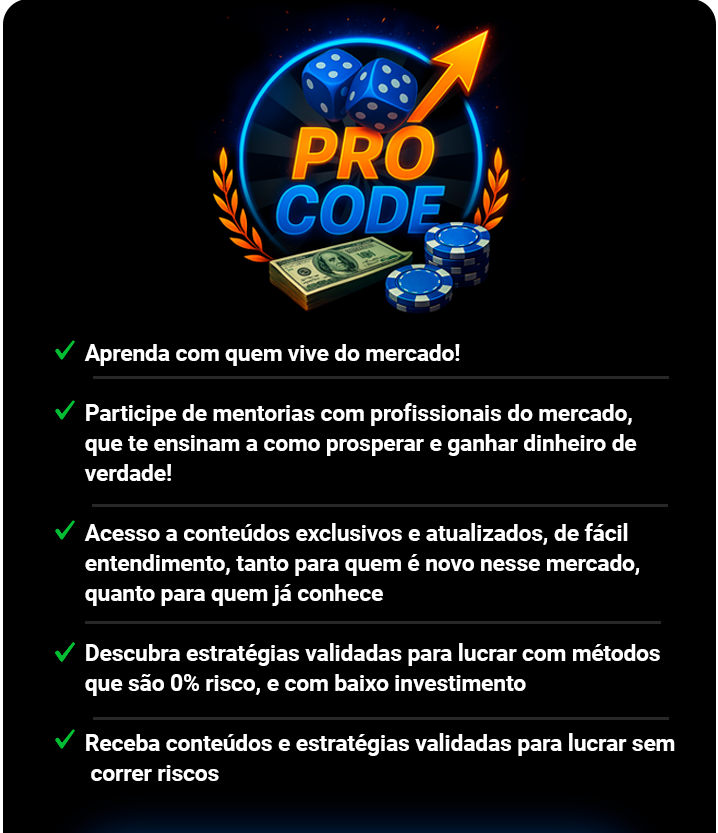 PRO
CODE
Aprenda com quem vive do mercado!
Participe de mentorias com profissionais do mercado,
que te ensinam a como prosperar e ganhar dinheiro de
verdade!
Acesso a conteúdos exclusivos e atualizados, de fácil
entendimento, tanto para quem é novo nesse mercado,
quanto para quem já conhece
Descubra estratégias validadas para lucrar com métodos
que são 0% risco, e com baixo investimento
Receba conteúdos e estratégias validadas para lucrar sem
correr riscos